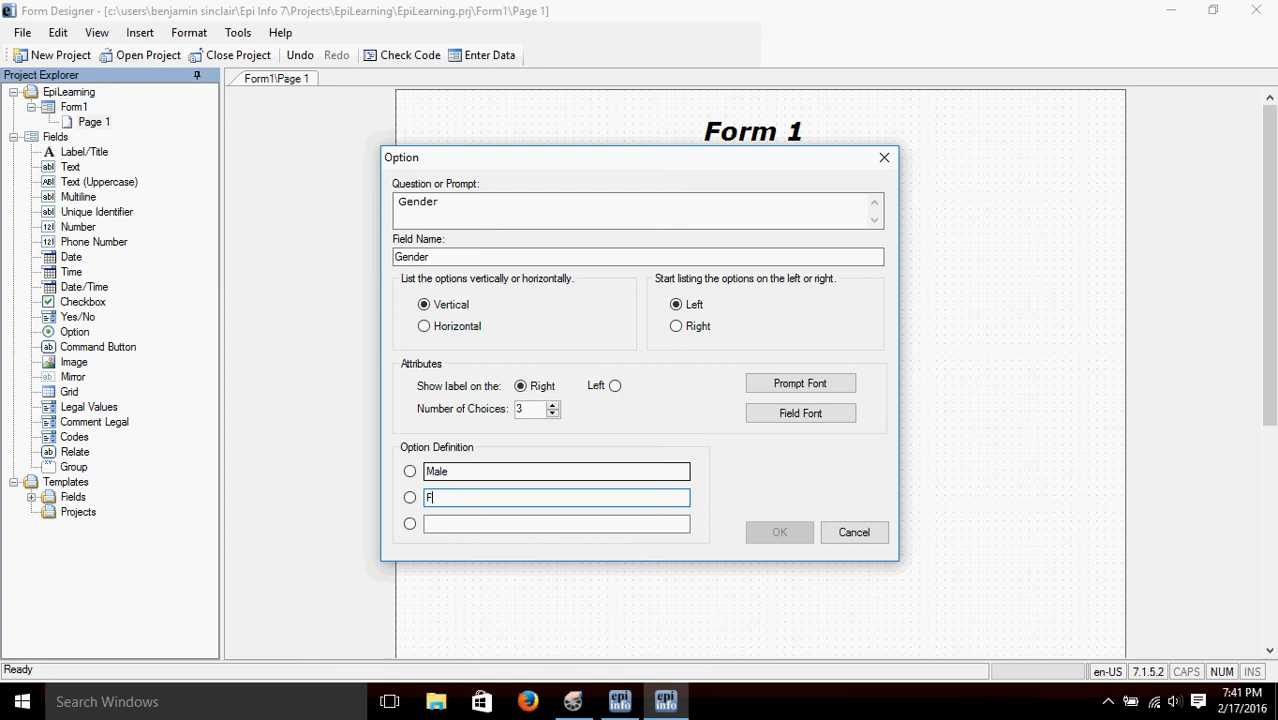 Form Designer - [c:\users\benjamin sinclair\Epi Info 7\Projects\EpiLearning\EpiLearning.prj\Form1\Page 1]
File Edit View Insert Format Tools Help
New Project Open Project Close Project Undo Redo Check Code Enter Data
Project Explorer
Form1\Page 1
EpiLearning
Form1
Page 1
Fields
Label/Title
Text
Text (Uppercase)
Multiline
Unique Identifier
Number
Phone Number
Date
Time
Date/Time
Checkbox
Yes/No
Option
Command Button
Image
Mirror
Grid
Legal Values
Comment Legal
Codes
Relate
Group
Templates
Fields
Projects
Form 1
Option
Question or Prompt:
Gender
Field Name:
Gender
List the options vertically or horizontally.
Vertical
Horizontal
Start listing the options on the left or right.
Left
Right
Attributes
Show label on the: Right Left
Number of Choices: 3
Prompt Font
Field Font
Option Definition
Male
F
OK Cancel
Ready
en-US 7.1.5.2 CAPS NUM INS
Search Windows
epi info
epi info
7:41 PM
2/17/2016